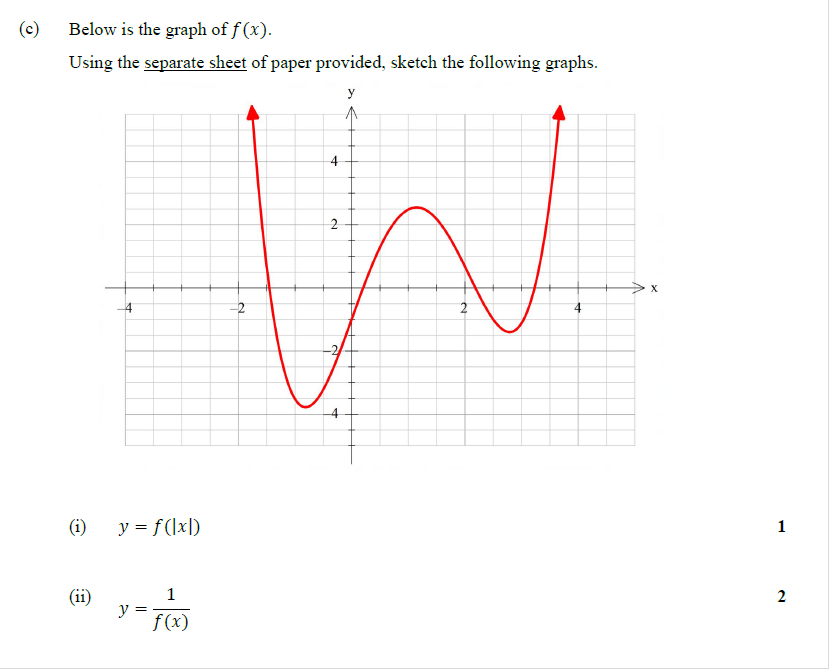 (c) Below is the graph of f(x).
Using the separate sheet of paper provided, sketch the following graphs.
y
4
2
x
-4 -2 2 4
-2
-4
(i) y = f(|x|) 1
(ii) y = 1/f(x) 2